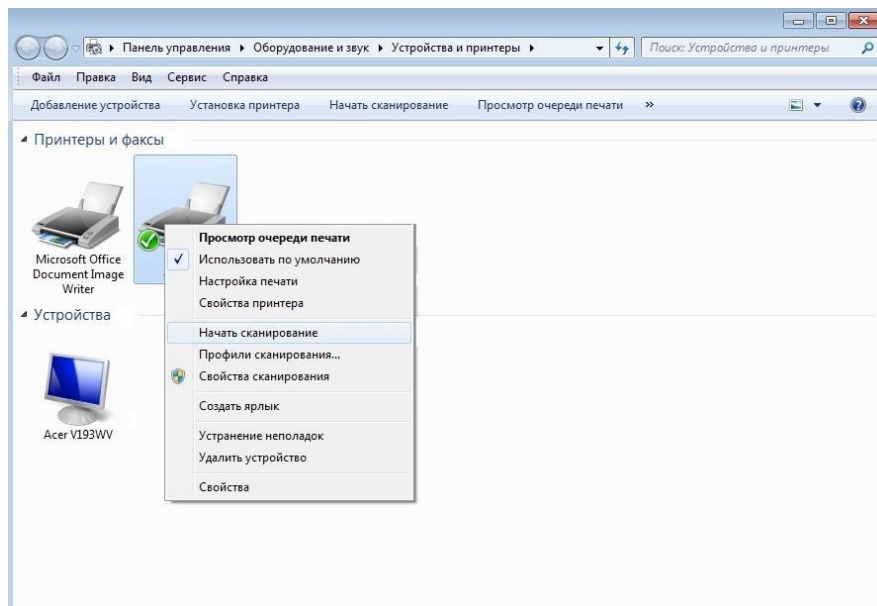 Панель управления ▸ Оборудование и звук ▸ Устройства и принтеры ▸
Поиск: Устройства и принтеры
Файл Правка Вид Сервис Справка
Добавление устройства Установка принтера Начать сканирование Просмотр очереди печати »
Принтеры и факсы
Microsoft Office
Document Image
Writer
Просмотр очереди печати
Использовать по умолчанию
Настройка печати
Свойства принтера
Начать сканирование
Профили сканирования...
Свойства сканирования
Создать ярлык
Устранение неполадок
Удалить устройство
Свойства
Устройства
Acer V193WV